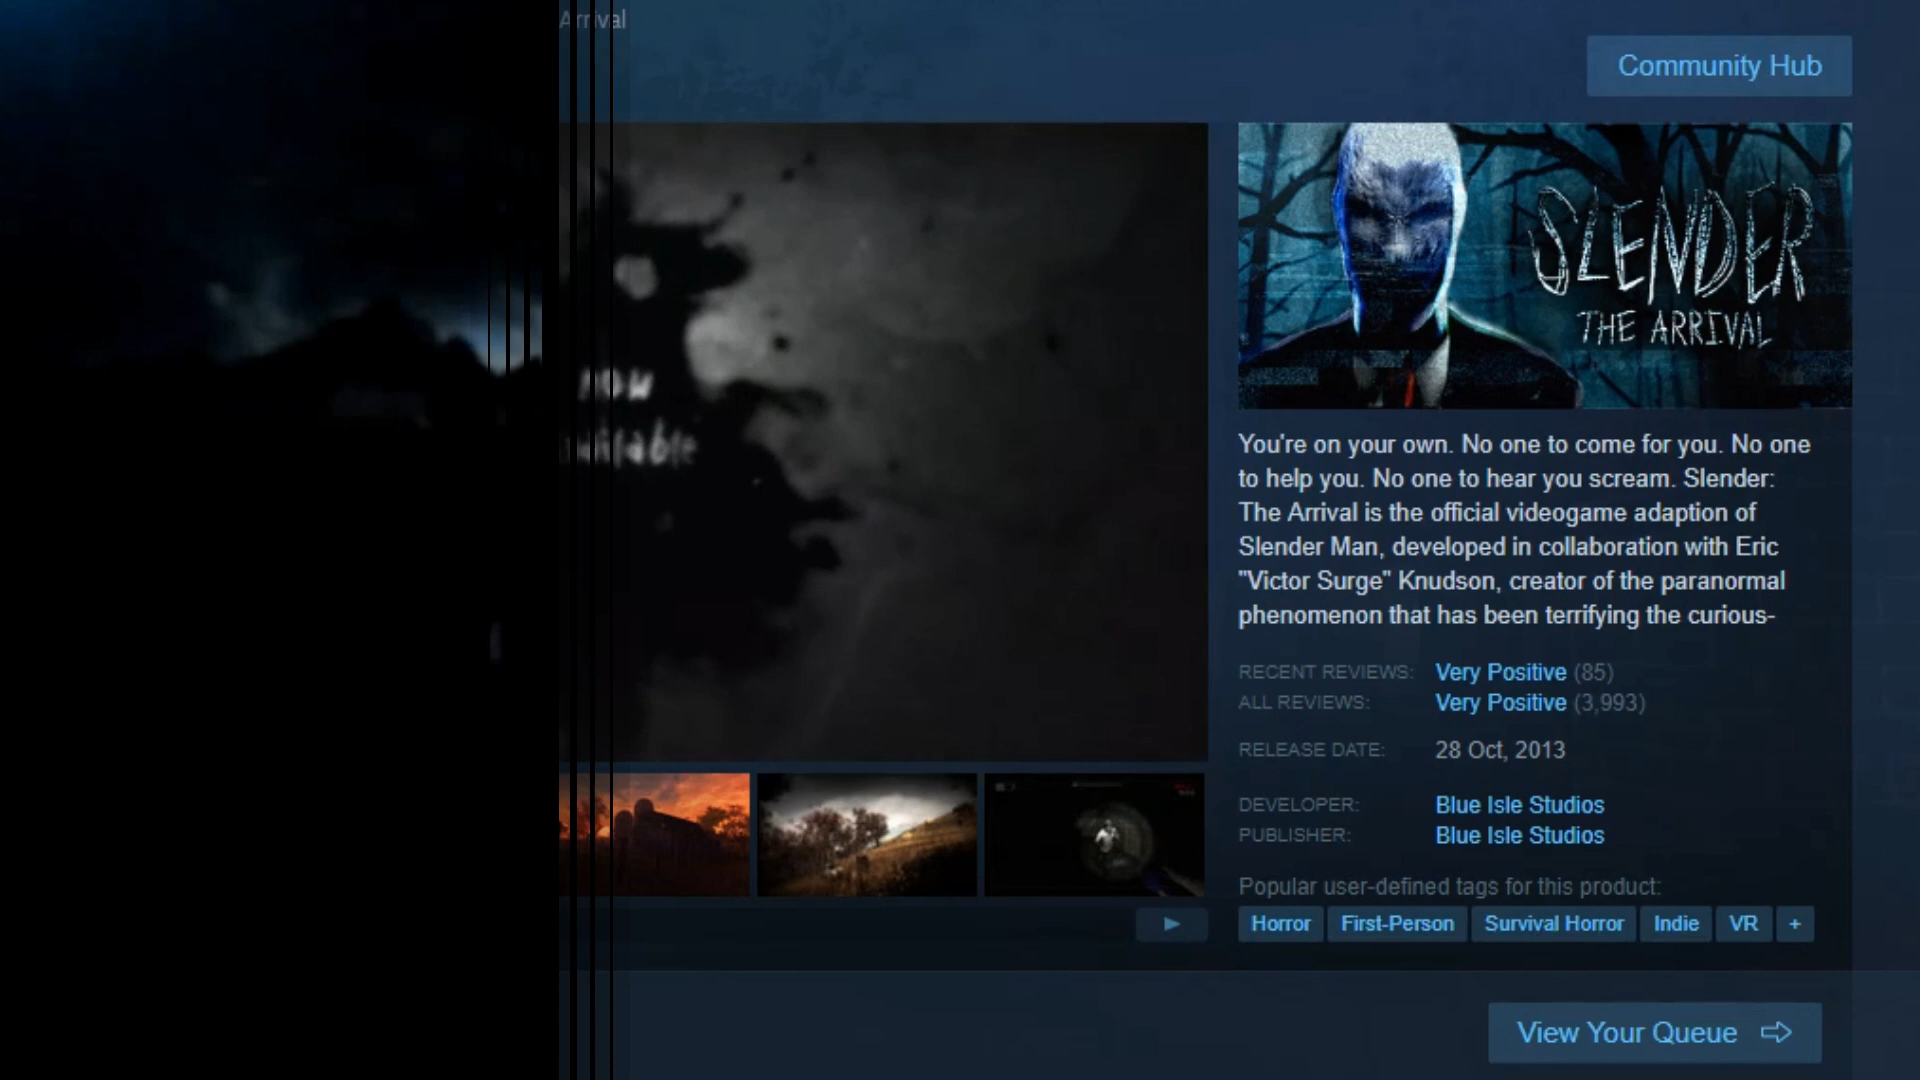 Arrival
Community Hub
now
available
SLENDER
THE ARRIVAL
You're on your own. No one to come for you. No one
to help you. No one to hear you scream. Slender:
The Arrival is the official videogame adaption of
Slender Man, developed in collaboration with Eric
"Victor Surge" Knudson, creator of the paranormal
phenomenon that has been terrifying the curious-
RECENT REVIEWS: Very Positive (85)
ALL REVIEWS: Very Positive (3,993)
RELEASE DATE: 28 Oct, 2013
DEVELOPER: Blue Isle Studios
PUBLISHER: Blue Isle Studios
Popular user-defined tags for this product:
Horror First-Person Survival Horror Indie VR +
View Your Queue